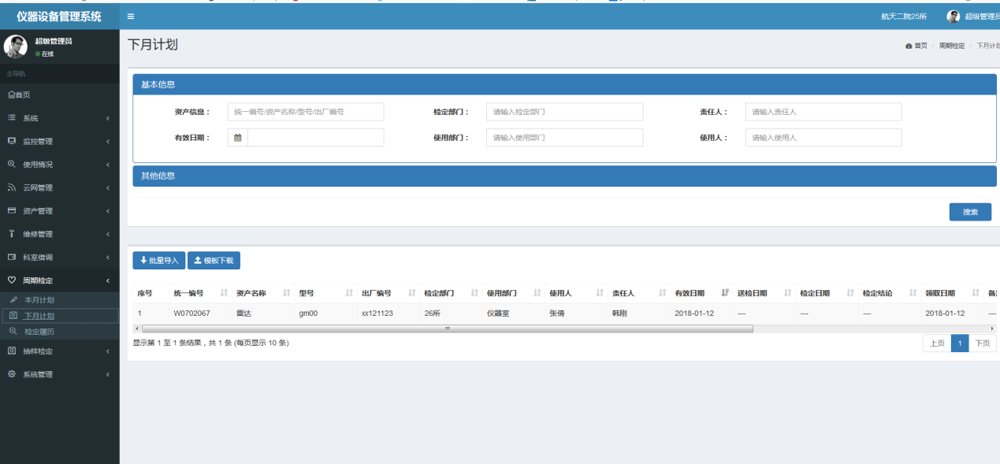 仪器设备管理系统
航天二院25所 超级管理员
超级管理员
在线
下月计划
首页 > 周期检定 > 下月计划
主导航
首页
系统
监控管理
使用情况
云网管理
资产管理
维修管理
科室借调
周期检定
本月计划
下月计划
检定履历
抽样检定
系统管理
基本信息
资产信息： 统一编号/资产名称/型号/出厂编号 检定部门： 请输入检定部门 责任人： 请输入责任人
有效日期： 使用部门： 请输入使用部门 使用人： 请输入使用人
其他信息
搜索
批量导入 模板下载
序号 统一编号 资产名称 型号 出厂编号 检定部门 使用部门 使用人 责任人 有效日期 送检日期 检定日期 检定结论 领取日期
1 W0702067 雷达 gm00 xx121123 26所 仪器室 张倩 韩刚 2018-01-12 --- --- --- 2018-01-12 ---
显示第 1 至 1 条结果，共 1 条 (每页显示 10 条)
上页 1 下页